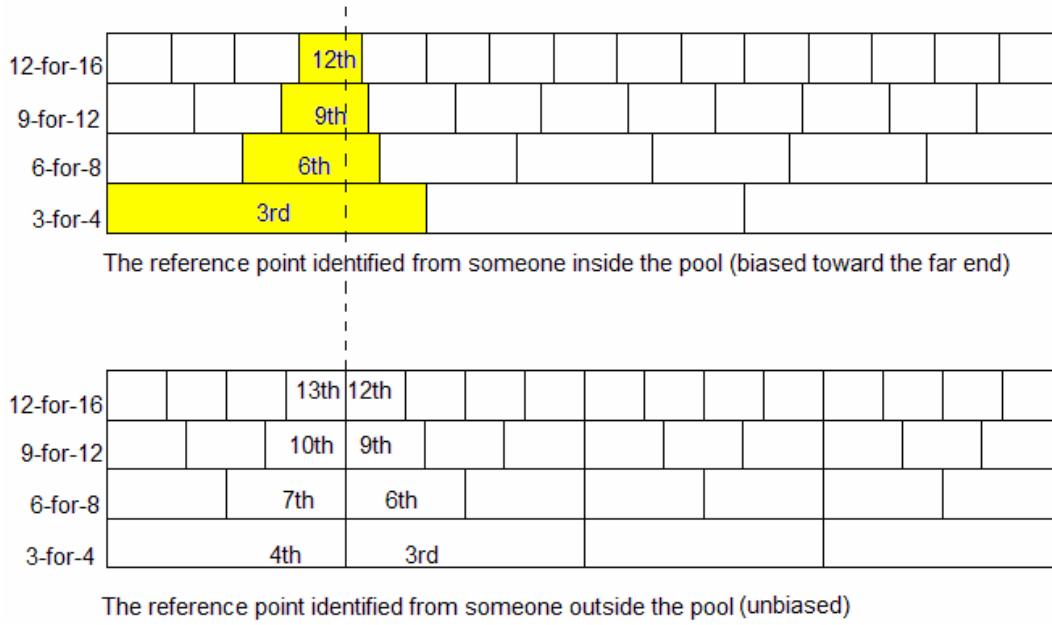 12-for-16 12th
9-for-12 9th
6-for-8 6th
3-for-4 3rd
The reference point identified from someone inside the pool (biased toward the far end)
12-for-16 13th 12th
9-for-12 10th 9th
6-for-8 7th 6th
3-for-4 4th 3rd
The reference point identified from someone outside the pool (unbiased)